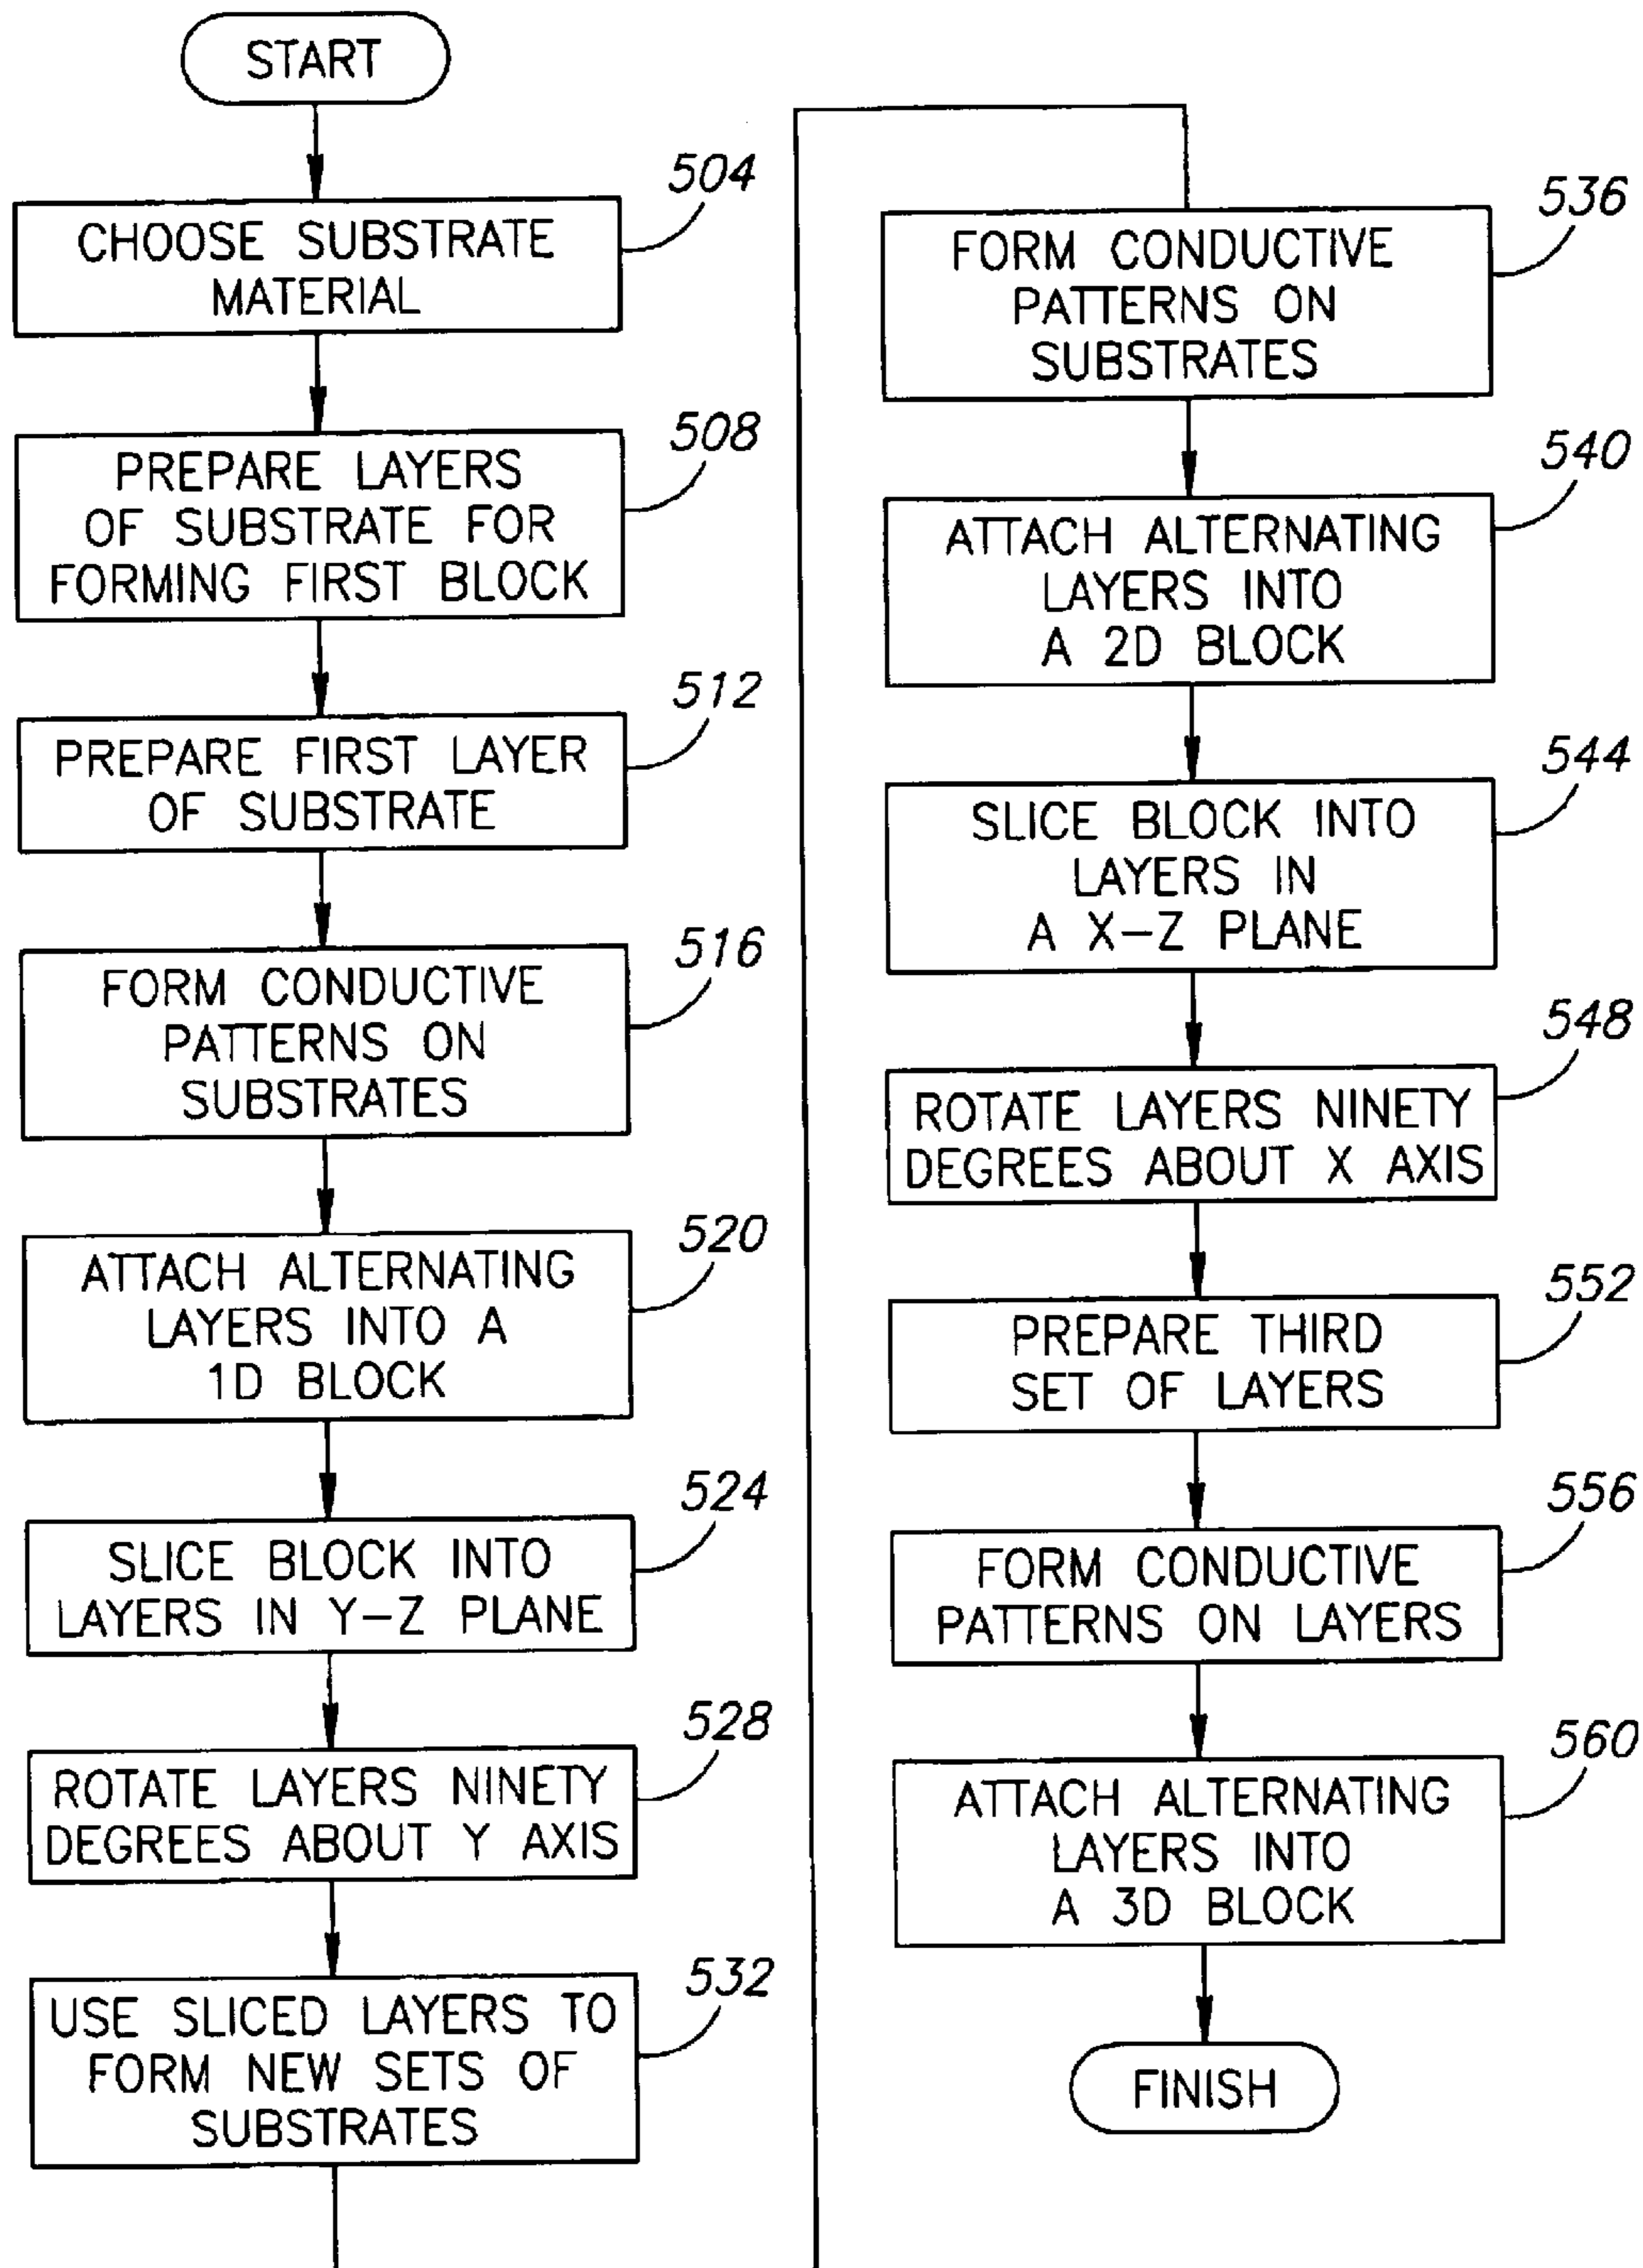 START
504
CHOOSE SUBSTRATE
MATERIAL
508
PREPARE LAYERS
OF SUBSTRATE FOR
FORMING FIRST BLOCK
512
PREPARE FIRST LAYER
OF SUBSTRATE
516
FORM CONDUCTIVE
PATTERNS ON
SUBSTRATES
520
ATTACH ALTERNATING
LAYERS INTO A
1D BLOCK
524
SLICE BLOCK INTO
LAYERS IN Y-Z PLANE
528
ROTATE LAYERS NINETY
DEGREES ABOUT Y AXIS
532
USE SLICED LAYERS TO
FORM NEW SETS OF
SUBSTRATES
536
FORM CONDUCTIVE
PATTERNS ON
SUBSTRATES
540
ATTACH ALTERNATING
LAYERS INTO
A 2D BLOCK
544
SLICE BLOCK INTO
LAYERS IN
A X-Z PLANE
548
ROTATE LAYERS NINETY
DEGREES ABOUT X AXIS
552
PREPARE THIRD
SET OF LAYERS
556
FORM CONDUCTIVE
PATTERNS ON LAYERS
560
ATTACH ALTERNATING
LAYERS INTO
A 3D BLOCK
FINISH